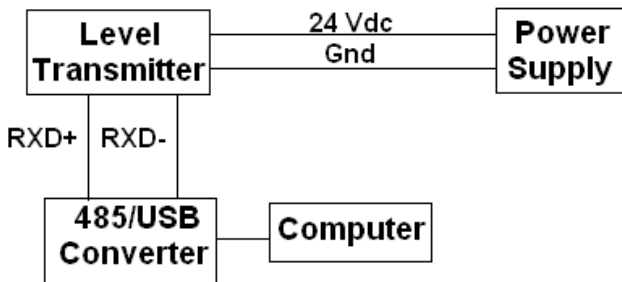 Level
Transmitter
24 Vdc
Gnd
Power
Supply
RXD+
RXD-
485/USB
Converter
Computer